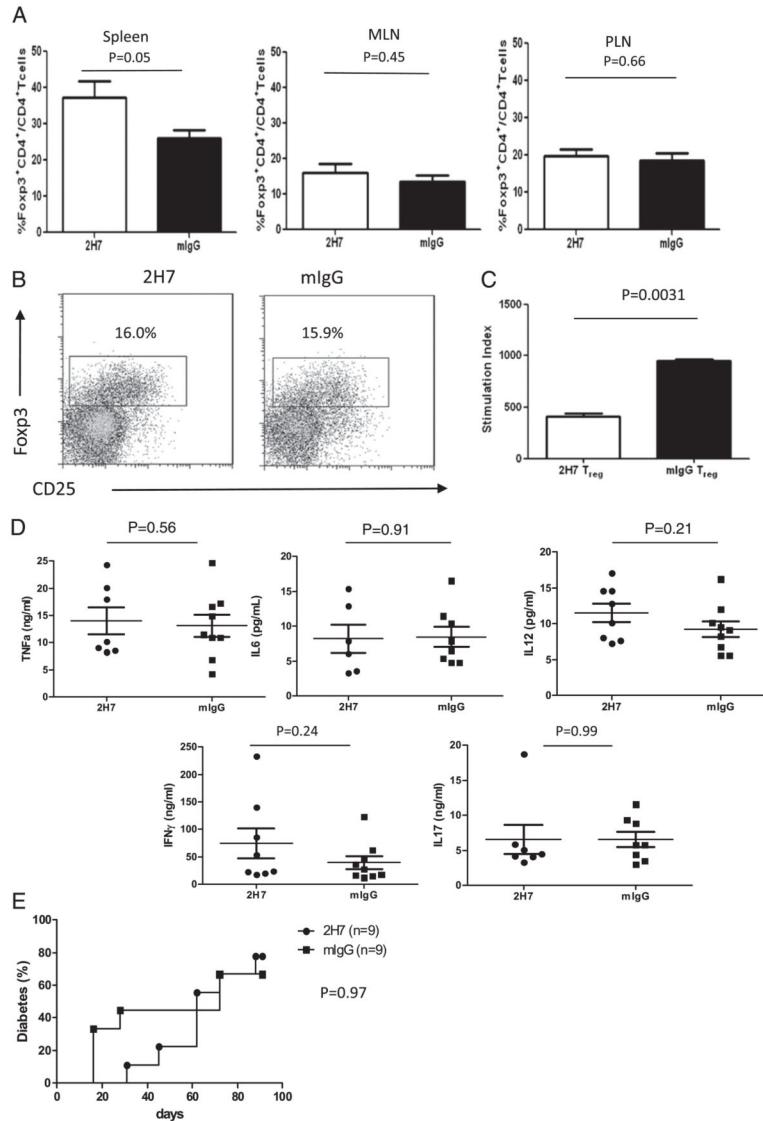 A
Spleen
P=0.05
%Foxp3+CD4+/CD4+Tcells
50
40
30
20
10
0
2H7
mIgG
MLN
P=0.45
%Foxp3+CD4+/CD4+Tcells
50
40
30
20
10
0
2H7
mIgG
PLN
P=0.66
%Foxp3+CD4+/CD4+Tcells
50
40
30
20
10
0
2H7
mIgG
B
2H7
mIgG
16.0%
15.9%
Foxp3
CD25
C
P=0.0031
Stimulation Index
1500
1000
500
0
2H7 Treg
mIgG Treg
D
P=0.56
TNFa (ng/ml)
25
20
15
10
5
0
2H7
mIgG
P=0.91
IL6 (pg/mL)
20
15
10
5
0
2H7
mIgG
P=0.21
IL12 (pg/ml)
20
15
10
5
0
2H7
mIgG
P=0.24
IFNγ (ng/ml)
250
200
150
100
50
0
2H7
mIgG
P=0.99
IL17 (ng/ml)
20
15
10
5
0
2H7
mIgG
E
Diabetes (%)
100
80
60
40
20
0
0 20 40 60 80 100
days
2H7 (n=9)
mIgG (n=9)
P=0.97